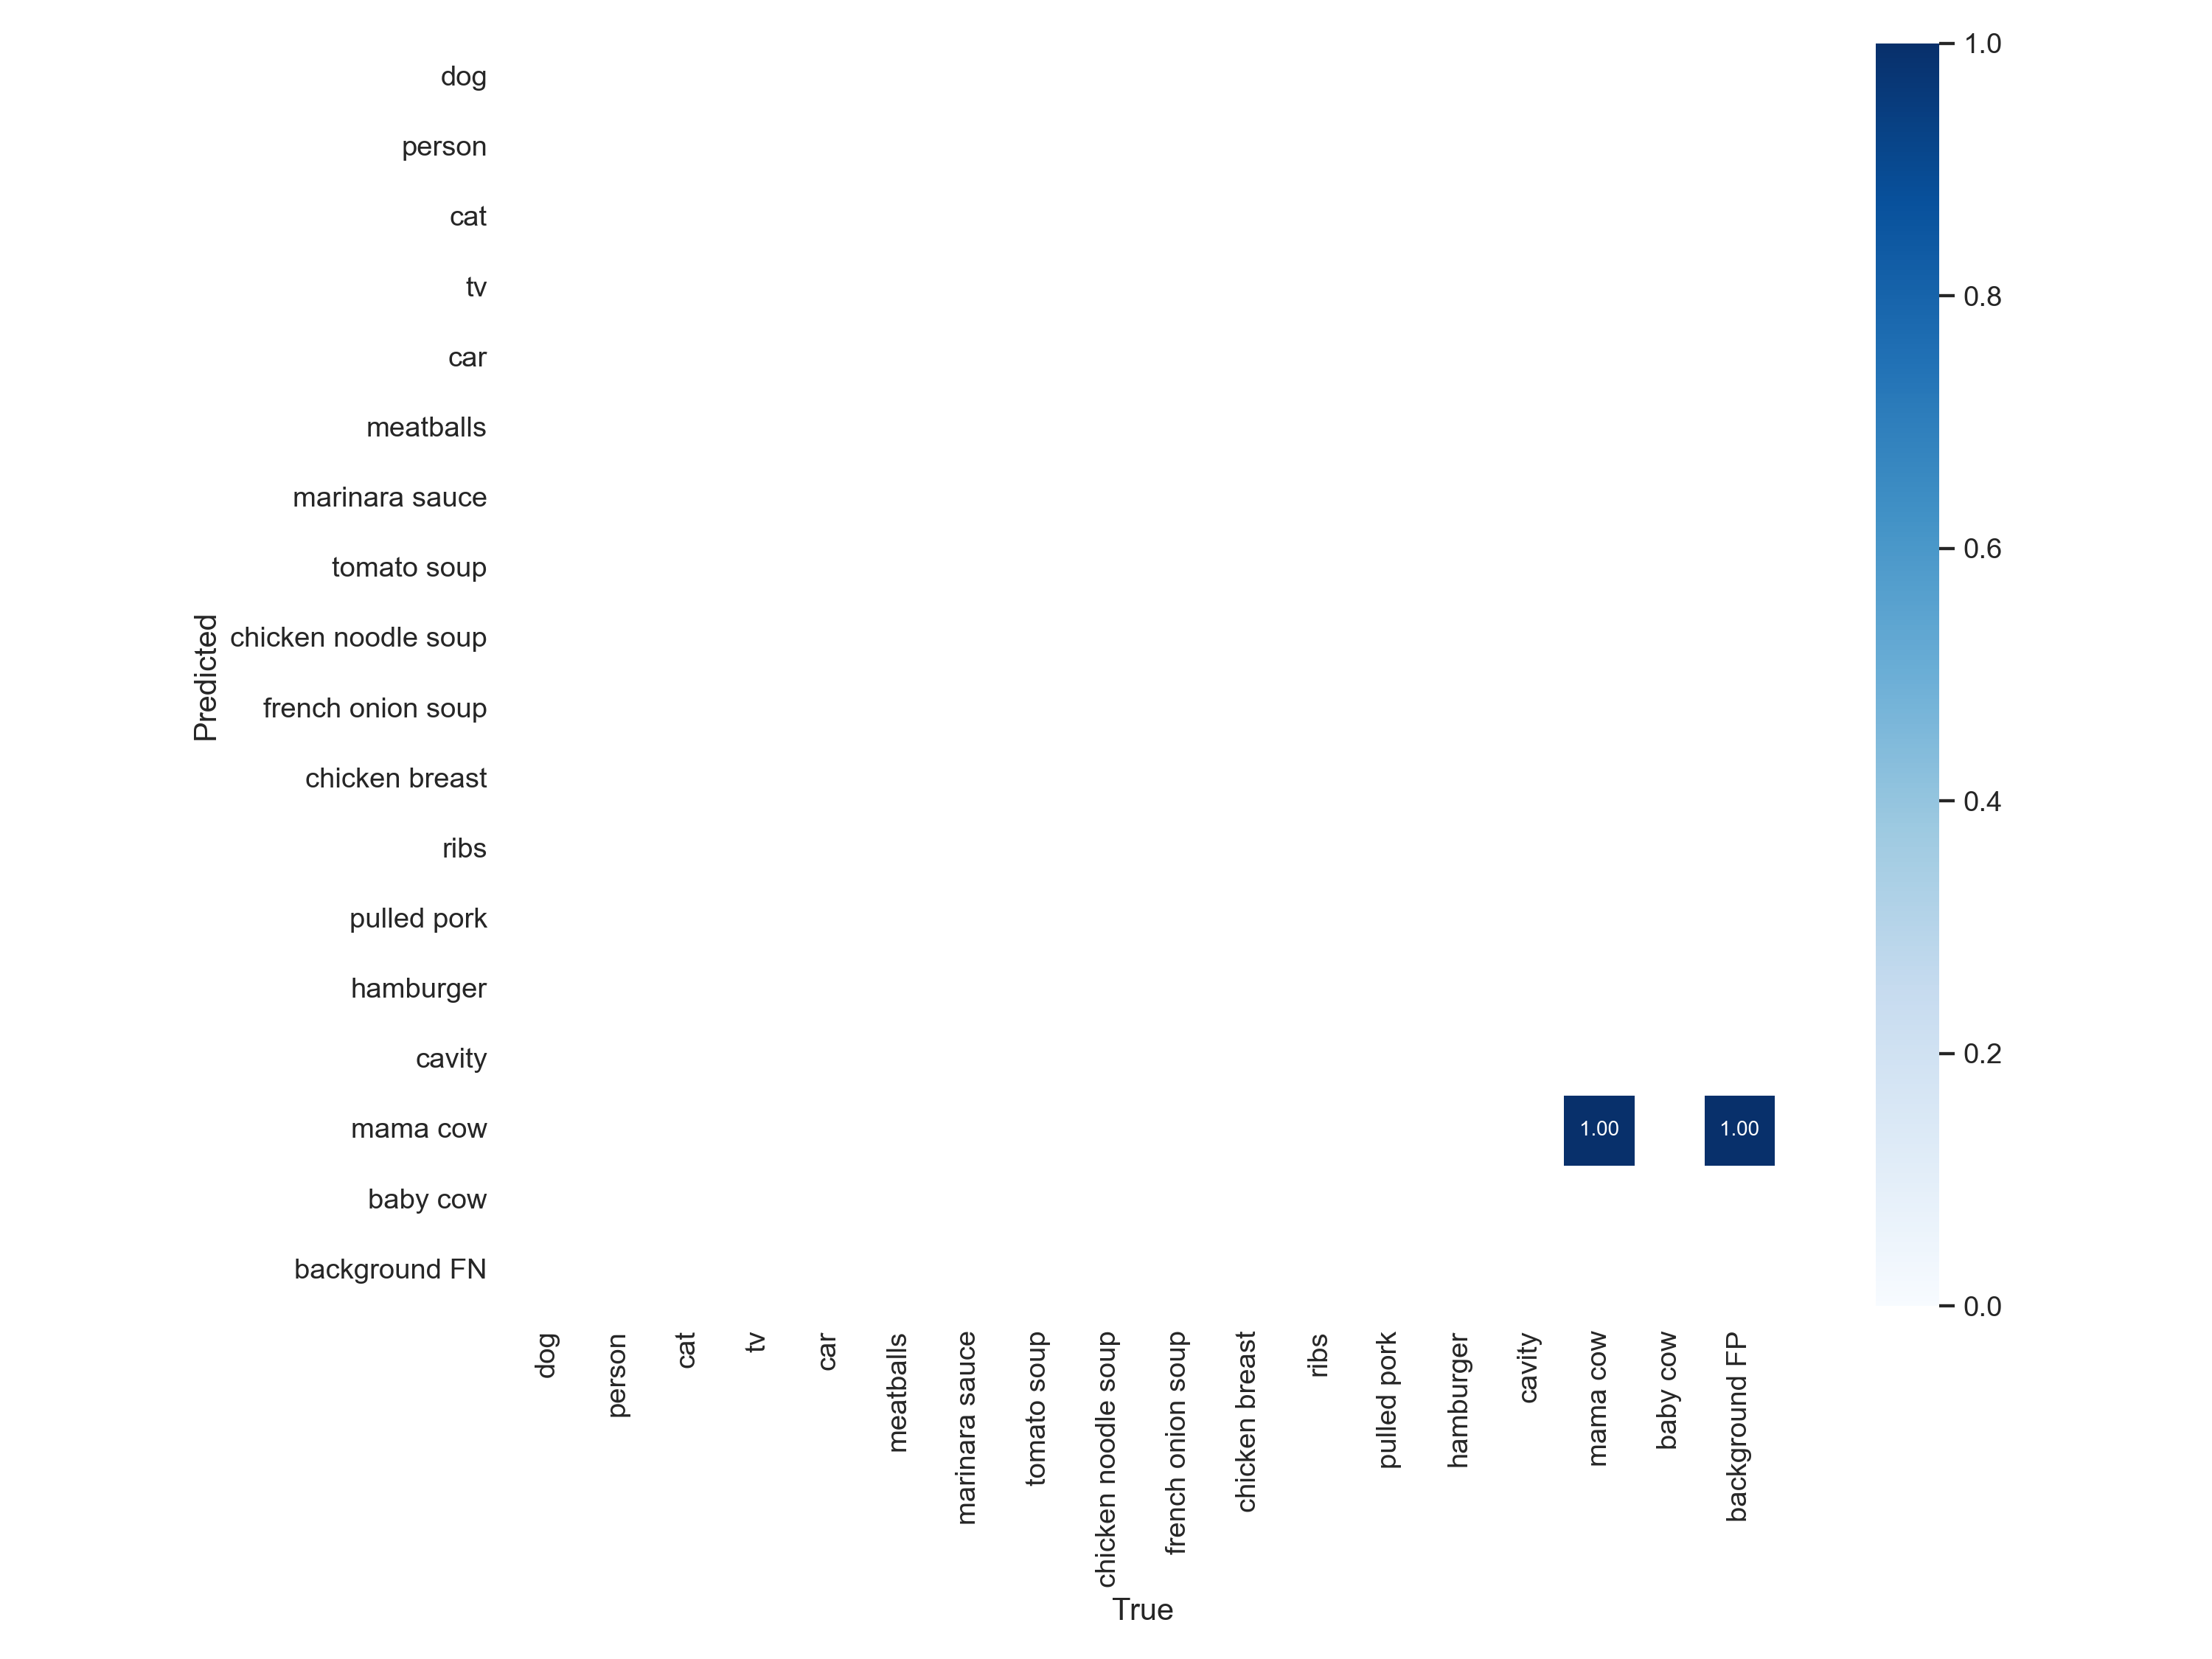 dog
person
cat
tv
car
meatballs
marinara sauce
tomato soup
chicken noodle soup
french onion soup
chicken breast
ribs
pulled pork
hamburger
cavity
mama cow
baby cow
background FN
Predicted
1.00
1.00
dog
person
cat
tv
car
meatballs
marinara sauce
tomato soup
chicken noodle soup
french onion soup
chicken breast
ribs
pulled pork
hamburger
cavity
mama cow
baby cow
background FP
True
1.0
0.8
0.6
0.4
0.2
0.0